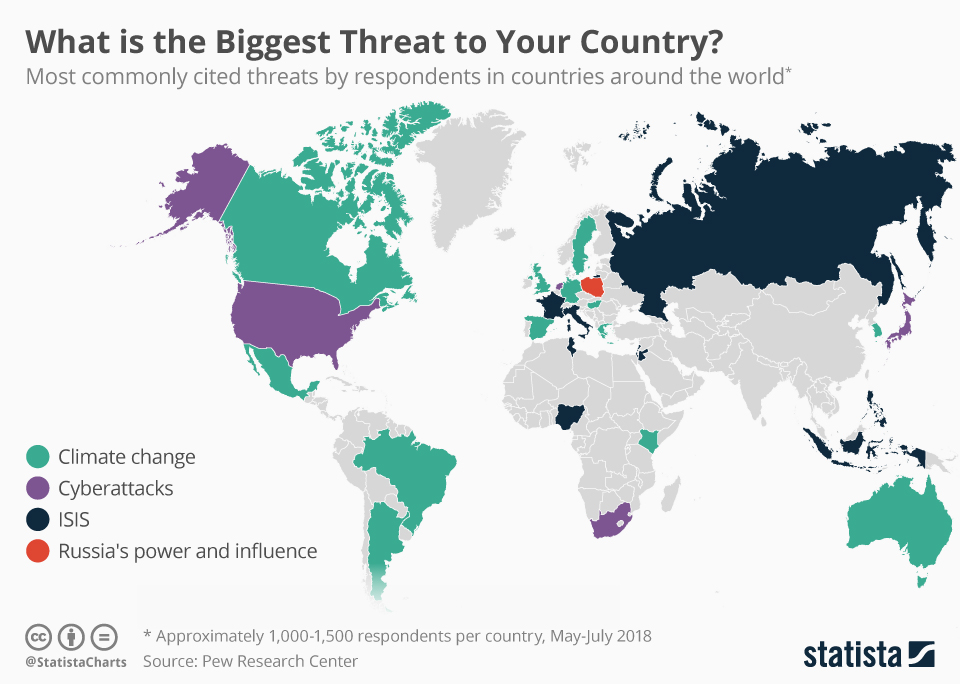 What is the Biggest Threat to Your Country?
Most commonly cited threats by respondents in countries around the world*
Climate change
Cyberattacks
ISIS
Russia's power and influence
cc
@StatistaCharts
* Approximately 1,000-1,500 respondents per country, May-July 2018
Source: Pew Research Center
statista